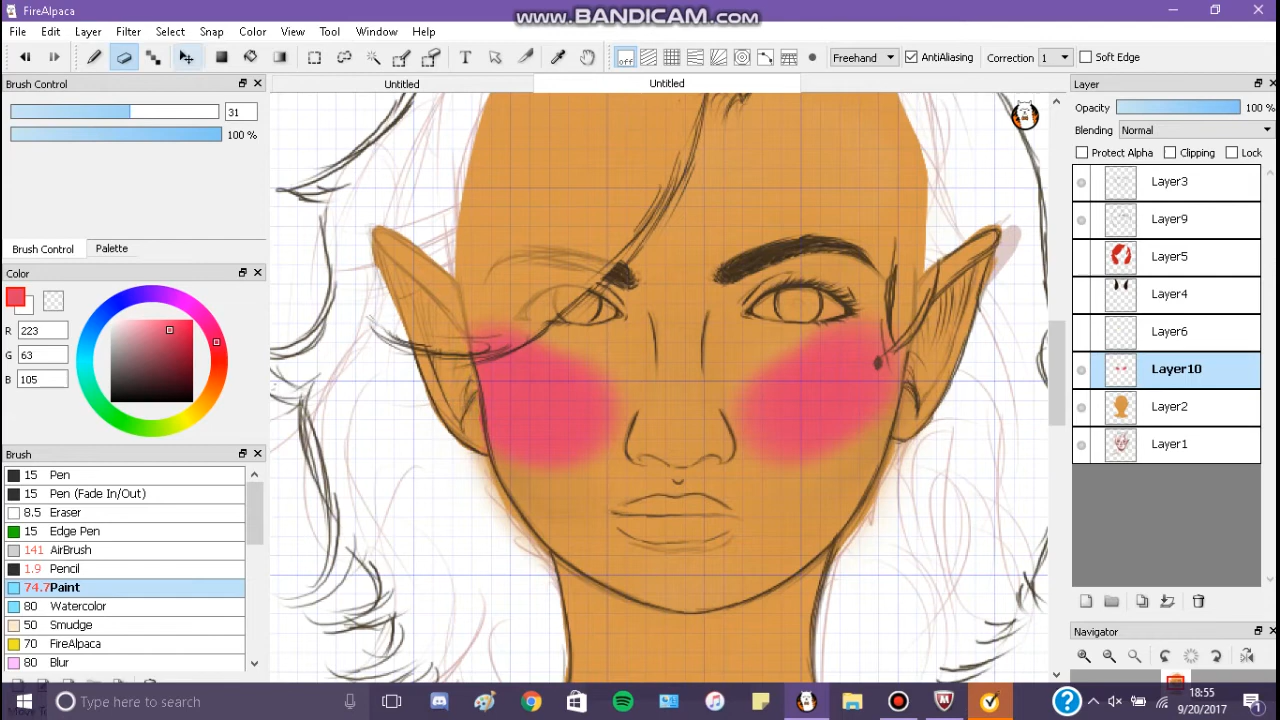 FireAlpaca
www.BANDICAM.com
File Edit Layer Filter Select Snap Color View Tool Window Help
T off Freehand AntiAliasing Correction 1 Soft Edge
Brush Control
Untitled
Untitled
Layer
31
100 %
Opacity 100 %
Blending Normal
Protect Alpha Clipping Lock
Layer3
Layer9
Layer5
Layer4
Layer6
Layer10
Layer2
Layer1
Brush Control Palette
Color
R 223
G 63
B 105
Brush
15 Pen
15 Pen (Fade In/Out)
8.5 Eraser
15 Edge Pen
141 AirBrush
1.9 Pencil
74.7 Paint
80 Watercolor
50 Smudge
70 FireAlpaca
80 Blur
Navigator
Type here to search
18:55
9/20/2017
1